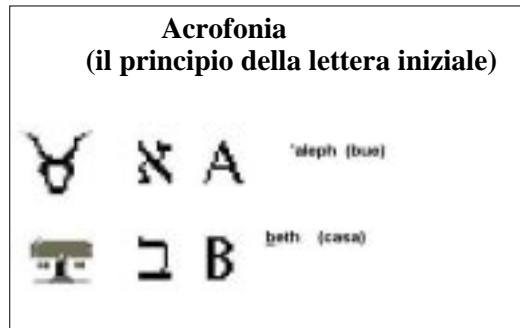 Acrofonia
(il principio della lettera iniziale)
א A 'aleph (bue)
ב B beth (casa)